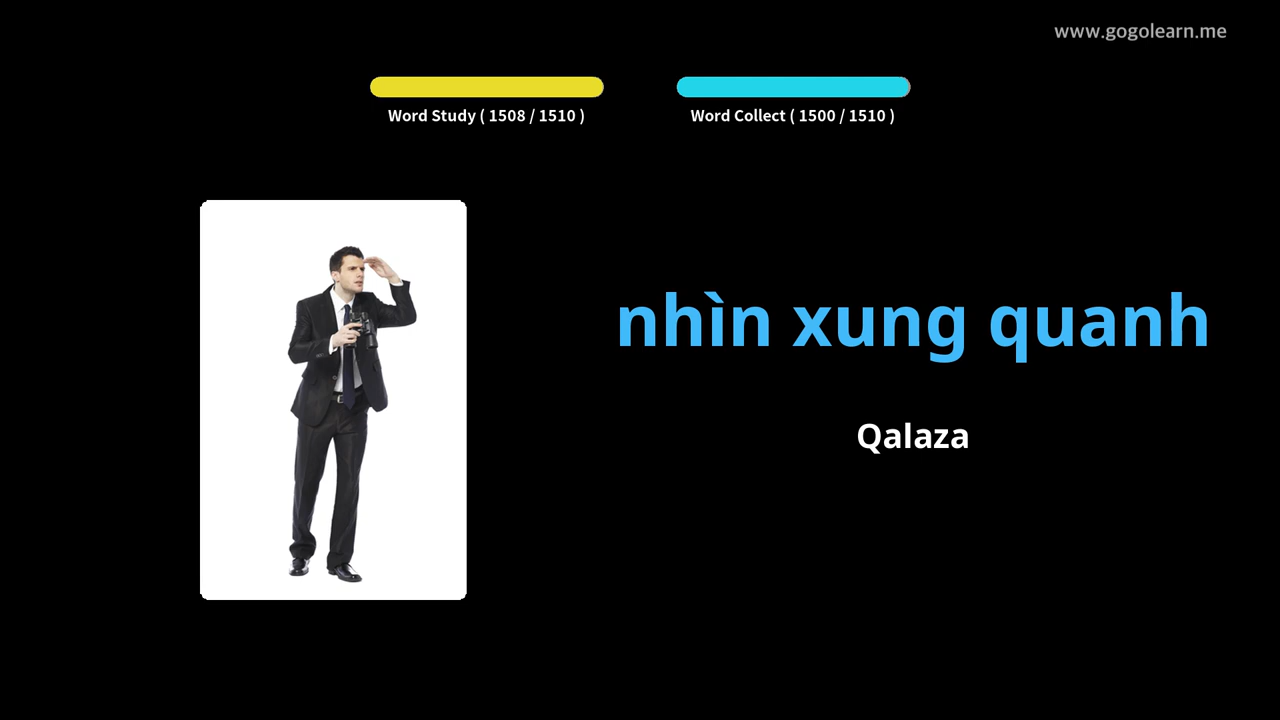 www.gogolearn.me
Word Study ( 1508 / 1510 )
Word Collect ( 1500 / 1510 )
nhìn xung quanh
Qalaza